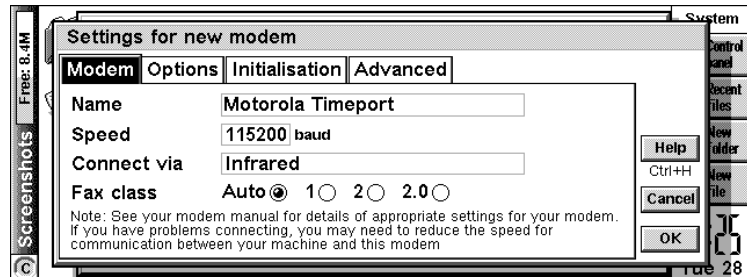 System
Settings for new modem
Modem Options Initialisation Advanced
Name Motorola Timeport
Speed 115200 baud
Connect via Infrared
Fax class Auto 1 2 2.0
Note: See your modem manual for details of appropriate settings for your modem.
If you have problems connecting, you may need to reduce the speed for
communication between your machine and this modem
Help
Ctrl+H
Cancel
OK
Free: 8.4M
Screenshots
Recent
Files
New
New
File
Tue 28